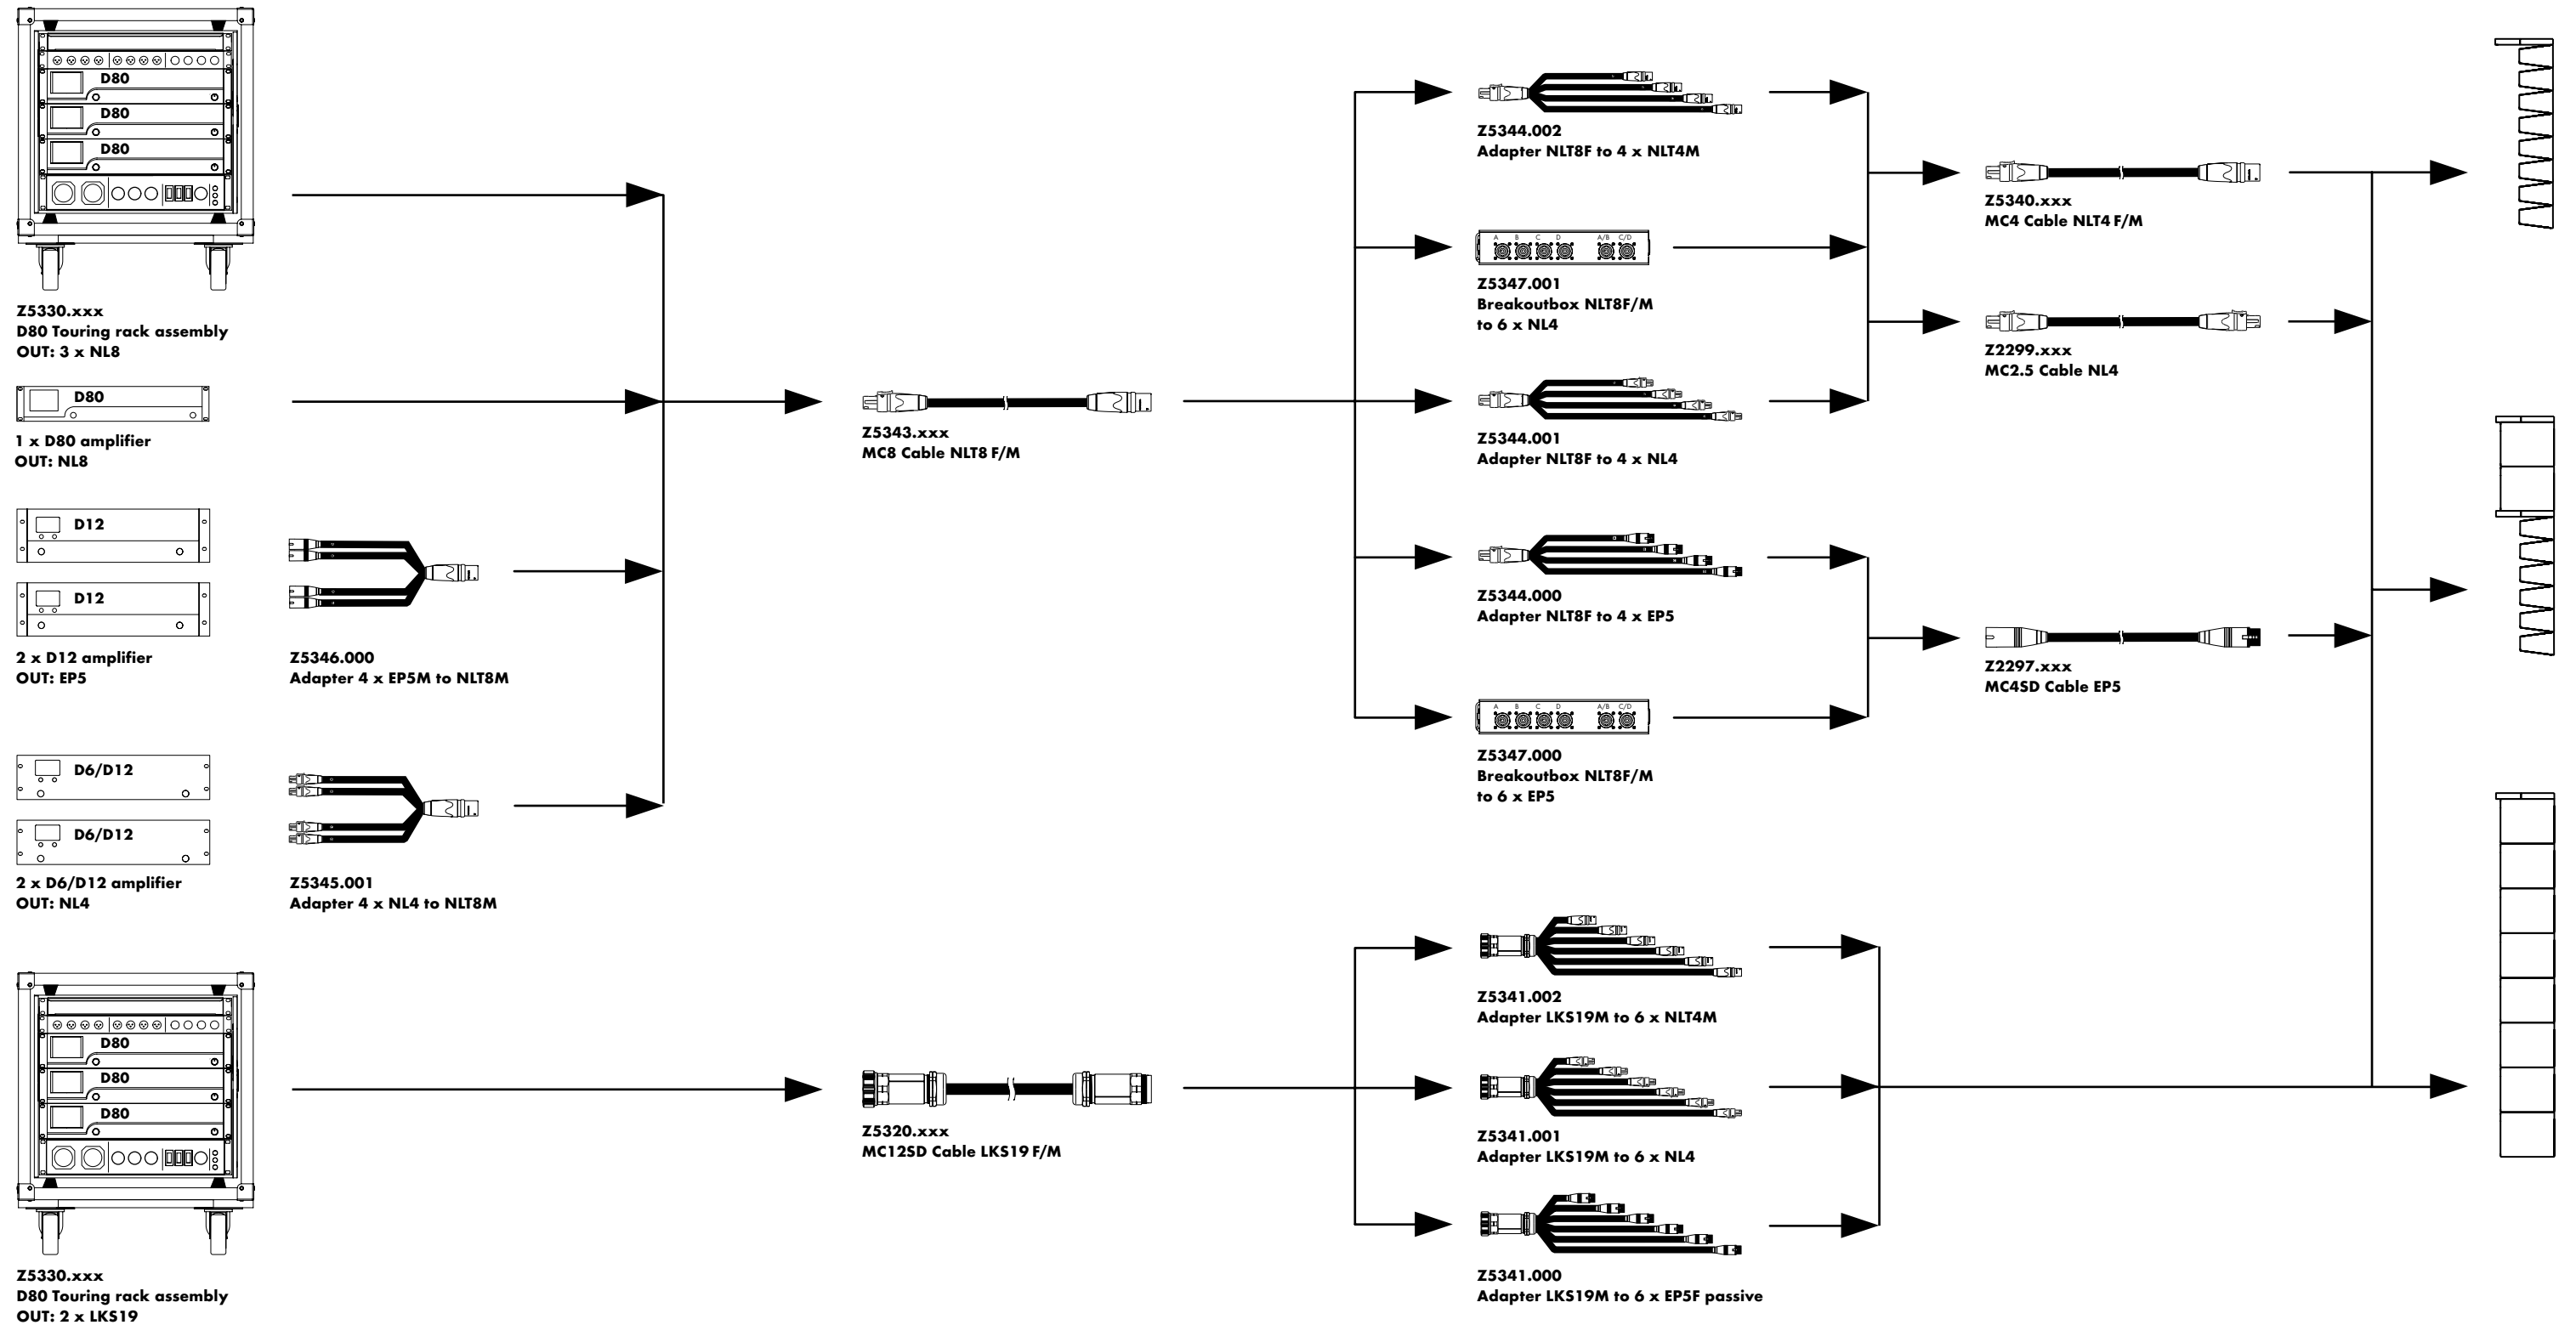 D80
D80
D80
Z5330.xxx
D80 Touring rack assembly
OUT: 3 x NL8
D80
1 x D80 amplifier
OUT: NL8
D12
D12
2 x D12 amplifier
OUT: EP5
Z5346.000
Adapter 4 x EP5M to NLT8M
D6/D12
D6/D12
2 x D6/D12 amplifier
OUT: NL4
Z5345.001
Adapter 4 x NL4 to NLT8M
D80
D80
D80
Z5330.xxx
D80 Touring rack assembly
OUT: 2 x LKS19
Z5343.xxx
MC8 Cable NLT8 F/M
Z5320.xxx
MC12SD Cable LKS19 F/M
Z5344.002
Adapter NLT8F to 4 x NLT4M
A B C D A/B C/D
Z5347.001
Breakoutbox NLT8F/M
to 6 x NL4
Z5344.001
Adapter NLT8F to 4 x NL4
Z5344.000
Adapter NLT8F to 4 x EP5
A B C D A/B C/D
Z5347.000
Breakoutbox NLT8F/M
to 6 x EP5
Z5341.002
Adapter LKS19M to 6 x NLT4M
Z5341.001
Adapter LKS19M to 6 x NL4
Z5341.000
Adapter LKS19M to 6 x EP5F passive
Z5340.xxx
MC4 Cable NLT4 F/M
Z2299.xxx
MC2.5 Cable NL4
Z2297.xxx
MC4SD Cable EP5